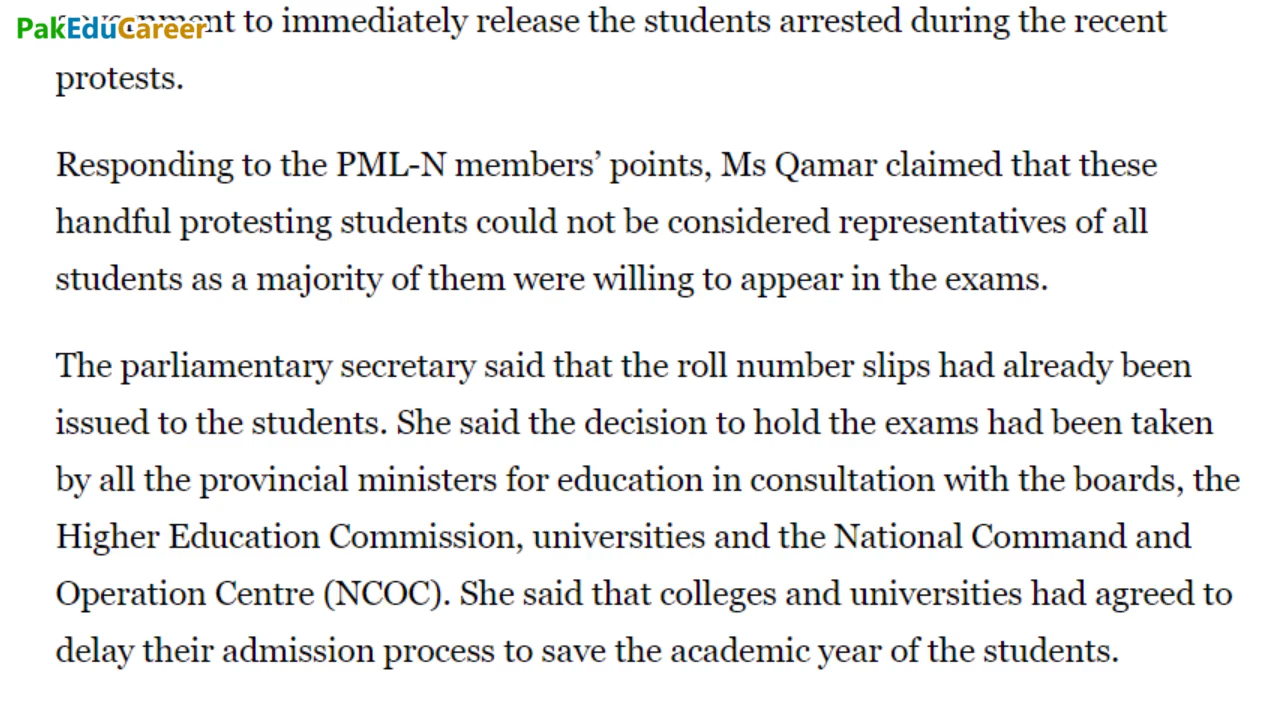 PakEduCareer
to immediately release the students arrested during the recent
protests.
Responding to the PML-N members’ points, Ms Qamar claimed that these
handful protesting students could not be considered representatives of all
students as a majority of them were willing to appear in the exams.
The parliamentary secretary said that the roll number slips had already been
issued to the students. She said the decision to hold the exams had been taken
by all the provincial ministers for education in consultation with the boards, the
Higher Education Commission, universities and the National Command and
Operation Centre (NCOC). She said that colleges and universities had agreed to
delay their admission process to save the academic year of the students.